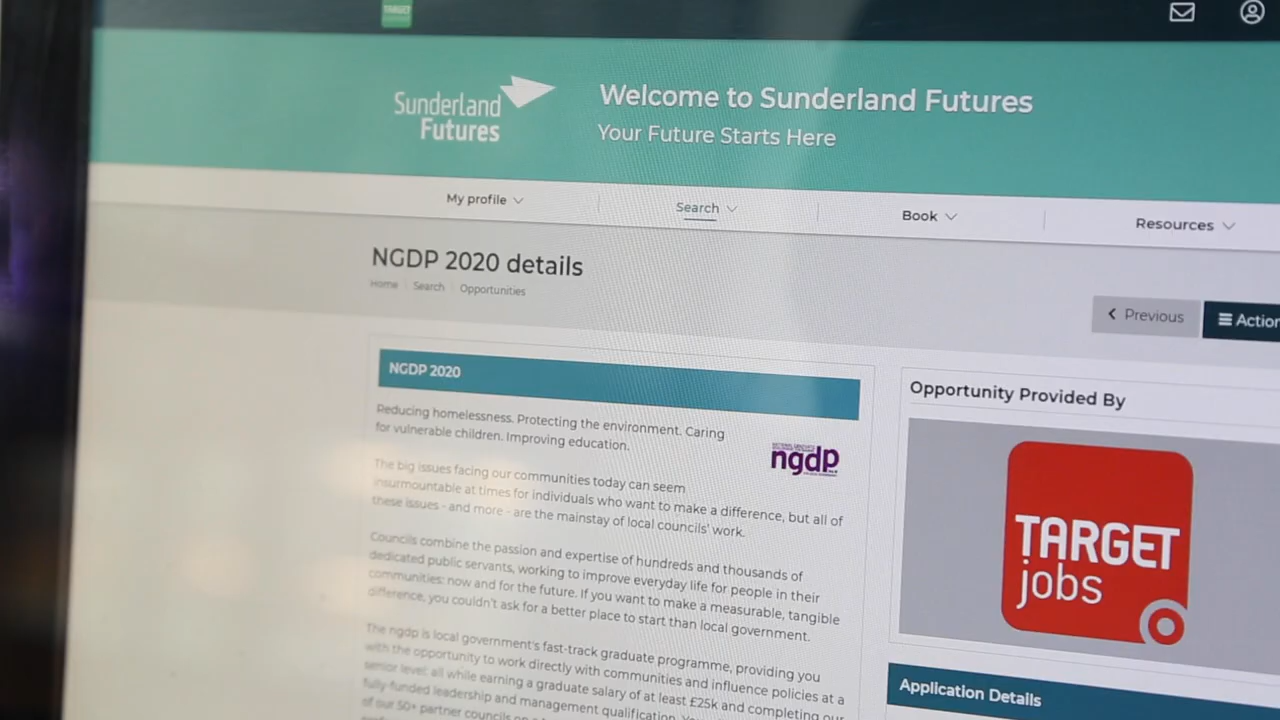 TARGET
Sunderland
Futures
Welcome to Sunderland Futures
Your Future Starts Here
My profile
Search
Book
Resources
NGDP 2020 details
Home
Search
Opportunities
Previous
Action
NGDP 2020
Reducing homelessness. Protecting the environment. Caring
for vulnerable children. Improving education.
ngdp
The big issues facing our communities today can seem
insurmountable at times for individuals who want to make a difference, but all of
these issues - and more - are the mainstay of local councils' work.
Councils combine the passion and expertise of hundreds and thousands of
dedicated public servants, working to improve everyday life for people in their
communities: now and for the future. If you want to make a measurable, tangible
difference, you couldn't ask for a better place to start than local government.
The ngdp is local government's fast-track graduate programme, providing you
with the opportunity to work directly with communities and influence policies at a
senior level: all while earning a graduate salary of at least £25k and completing our
fully-funded leadership and management qualification.
of our 50+ partner councils
Opportunity Provided By
TARGET
jobs
Application Details